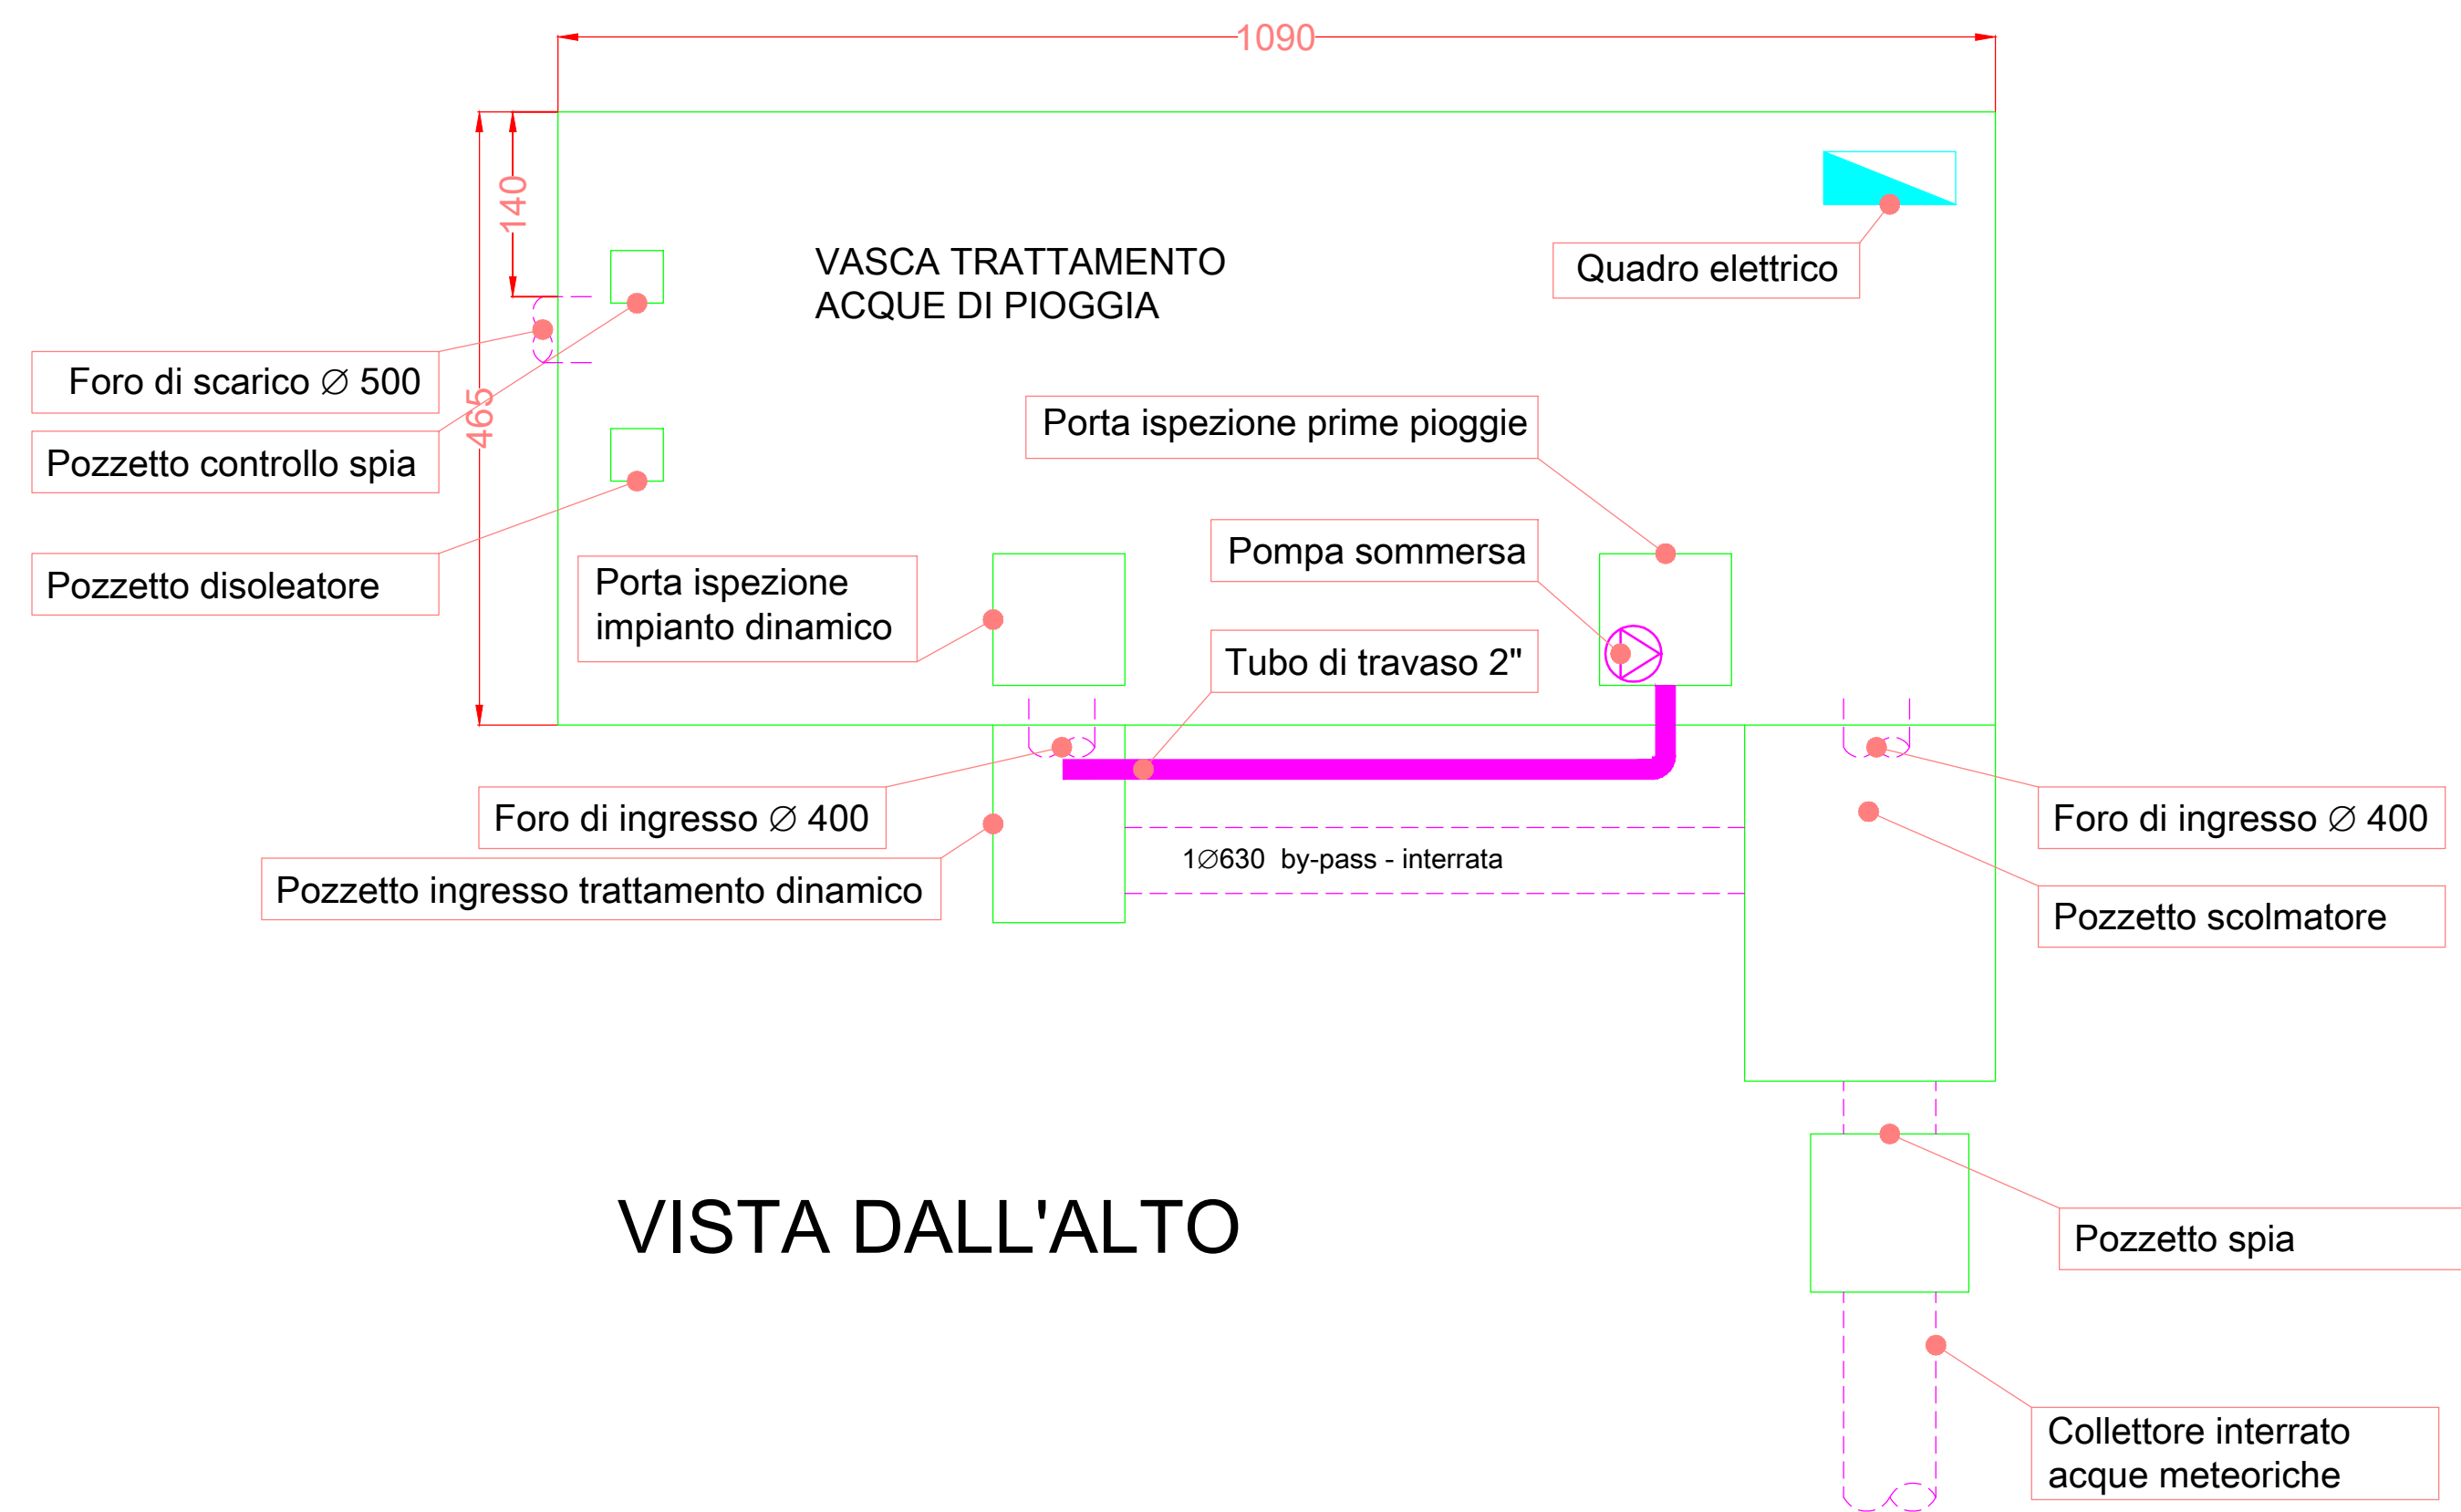 1090
140
VASCA TRATTAMENTO
ACQUE DI PIOGGIA
Quadro elettrico
Foro di scarico ∅ 500
465
Pozzetto controllo spia
Porta ispezione prime pioggie
Pompa sommersa
Pozzetto disoleatore
Porta ispezione
impianto dinamico
Tubo di travaso 2"
Foro di ingresso ∅ 400
Foro di ingresso ∅ 400
1∅630 by-pass - interrata
Pozzetto ingresso trattamento dinamico
Pozzetto scolmatore
VISTA DALL'ALTO
Pozzetto spia
Collettore interrato
acque meteoriche